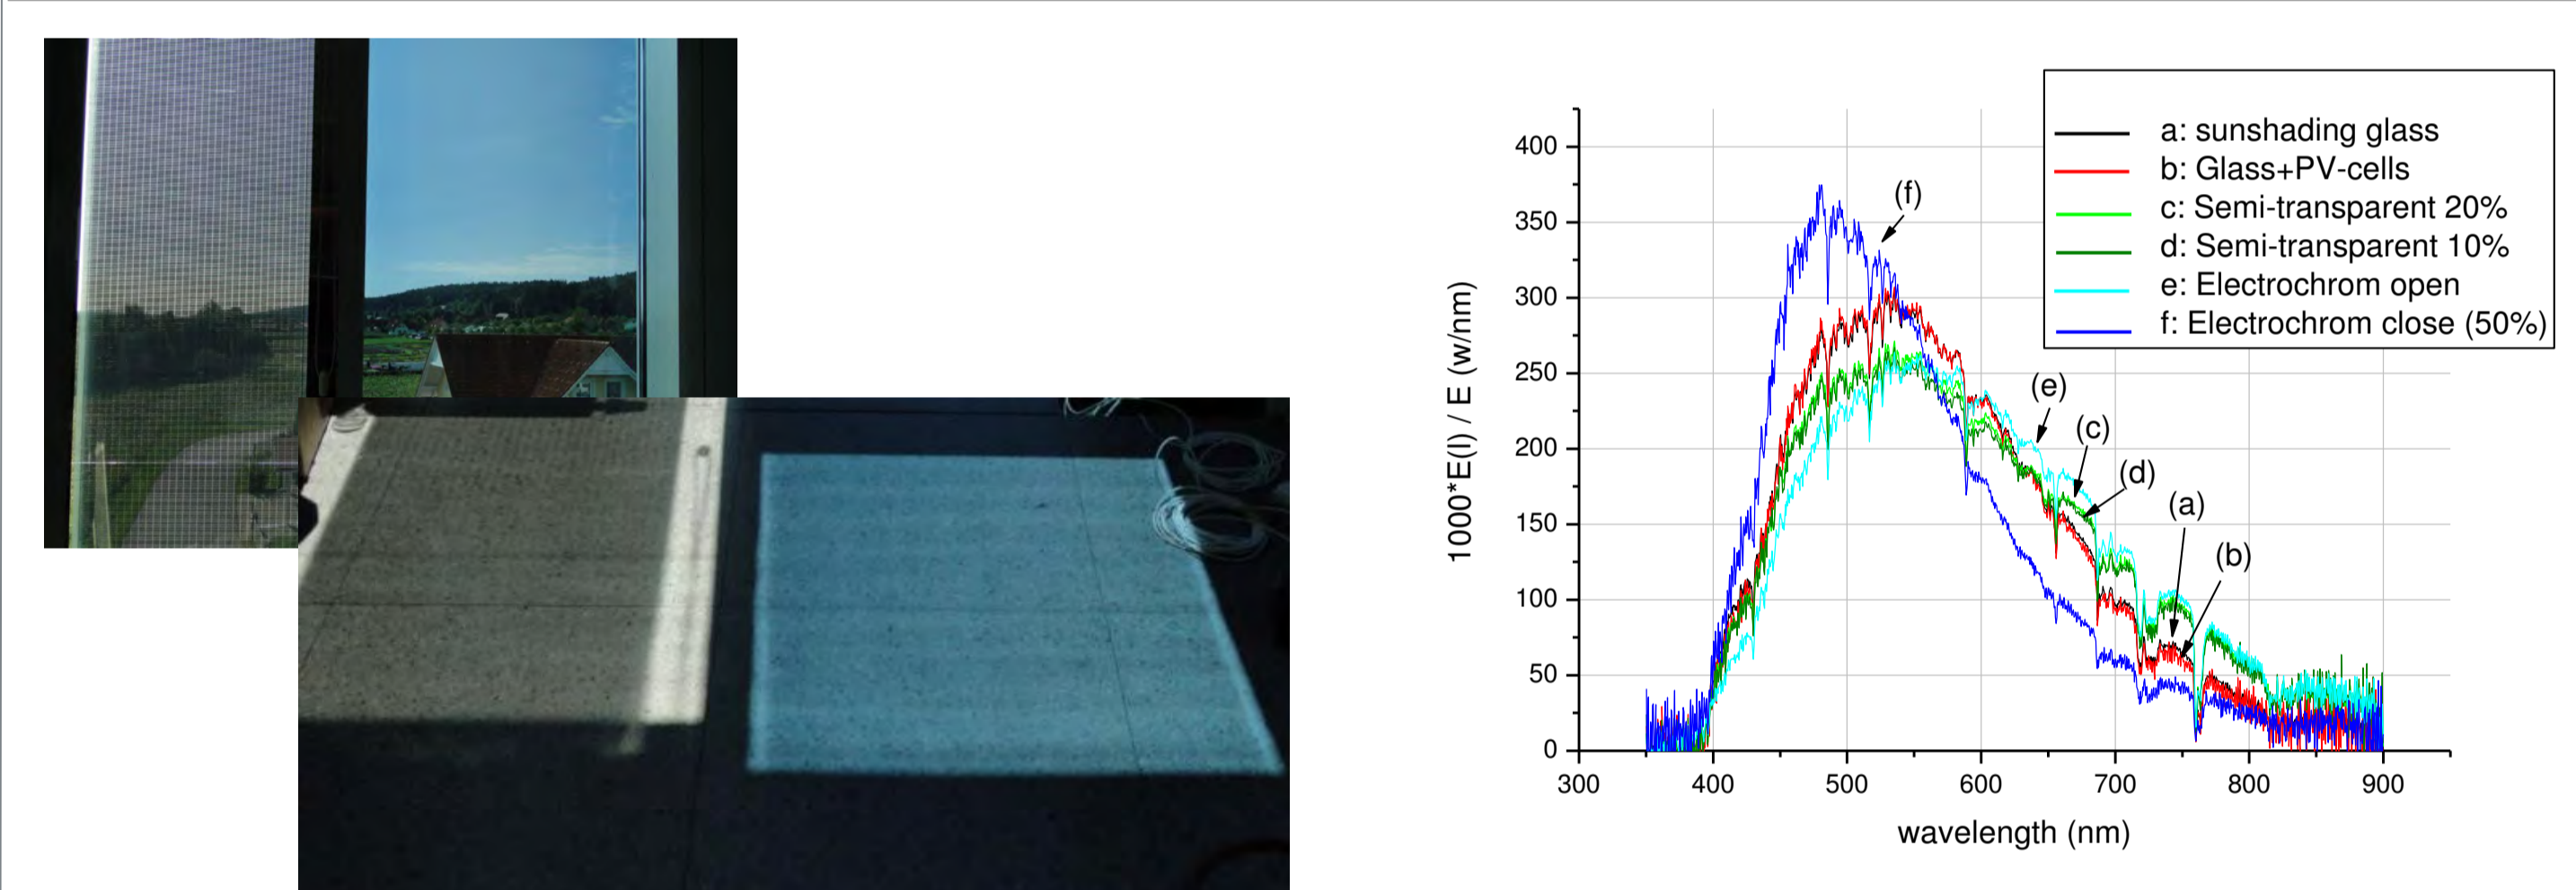 a: sunshading glass
b: Glass+PV-cells
c: Semi-transparent 20%
d: Semi-transparent 10%
e: Electrochrom open
f: Electrochrom close (50%)
1000*E(l) / E (w/nm)
400
350
300
250
200
150
100
50
0
(f)
(e)
(c)
(d)
(a)
(b)
300 400 500 600 700 800 900
wavelength (nm)